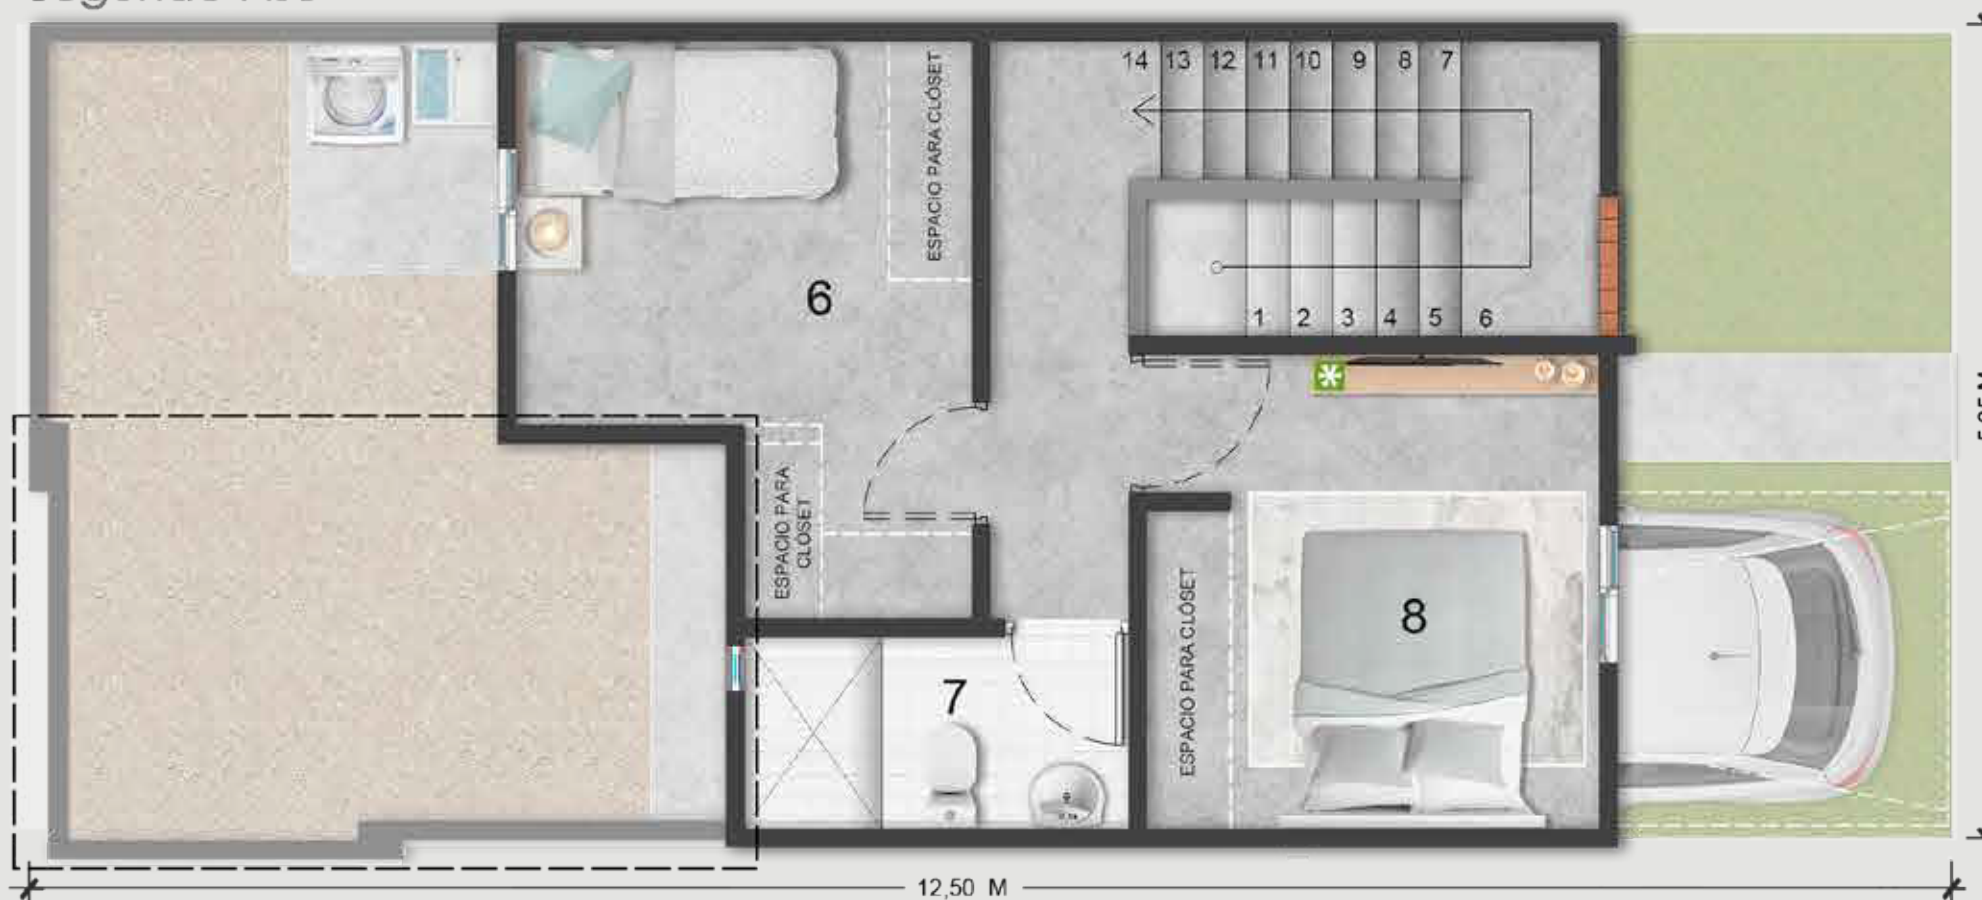 14 13 12 11 10 9 8 7
ESPACIO PARA CLÓSET
6
1 2 3 4 5 6
ESPACIO PARA
CLÓSET
ESPACIO PARA CLÓSET
8
7
12,50 M